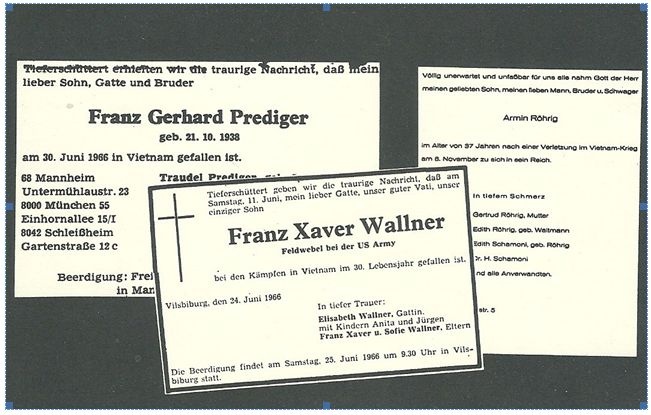 Tieferschüttert erhielten wir die traurige Nachricht, daß mein
lieber Sohn, Gatte und Bruder
Franz Gerhard Prediger
geb. 21. 10. 1938
am 30. Juni 1966 in Vietnam gefallen ist.
68 Mannheim
Untermühlaustr. 23
8000 München 55
Einhornallee 15/I
8042 Schleißheim
Gartenstraße 12 c
Traudel Prediger,
Beerdigung: Frei
in Man
Tieferschüttert geben wir die traurige Nachricht, daß am
Samstag, 11. Juni, mein lieber Gatte, unser guter Vati, unser
einziger Sohn
Franz Xaver Wallner
Feldwebel bei der US Army
bei den Kämpfen in Vietnam im 30. Lebensjahr gefallen ist.
Vilsbiburg, den 24. Juni 1966
In tiefer Trauer:
Elisabeth Wallner, Gattin.
mit Kindern Anita und Jürgen
Franz Xaver u. Sofie Wallner, Eltern
Die Beerdigung findet am Samstag, 25. Juni 1966 um 9.30 Uhr in Vils-
biburg statt.
Völlig unerwartet und unfaßbar für uns alle nahm Gott der Herr
meinen geliebten Sohn, meinen lieben Mann, Bruder u. Schwager
Armin Röhrig
im Alter von 37 Jahren nach einer Verletzung im Vietnam-Krieg
am 8. November zu sich in sein Reich.
In tiefem Schmerz
Gertrud Röhrig, Mutter
Edith Röhrig, geb. Weitmann
Edith Schamoni, geb. Röhrig
Dr. H. Schamoni
und alle Anverwandten.
str. 5